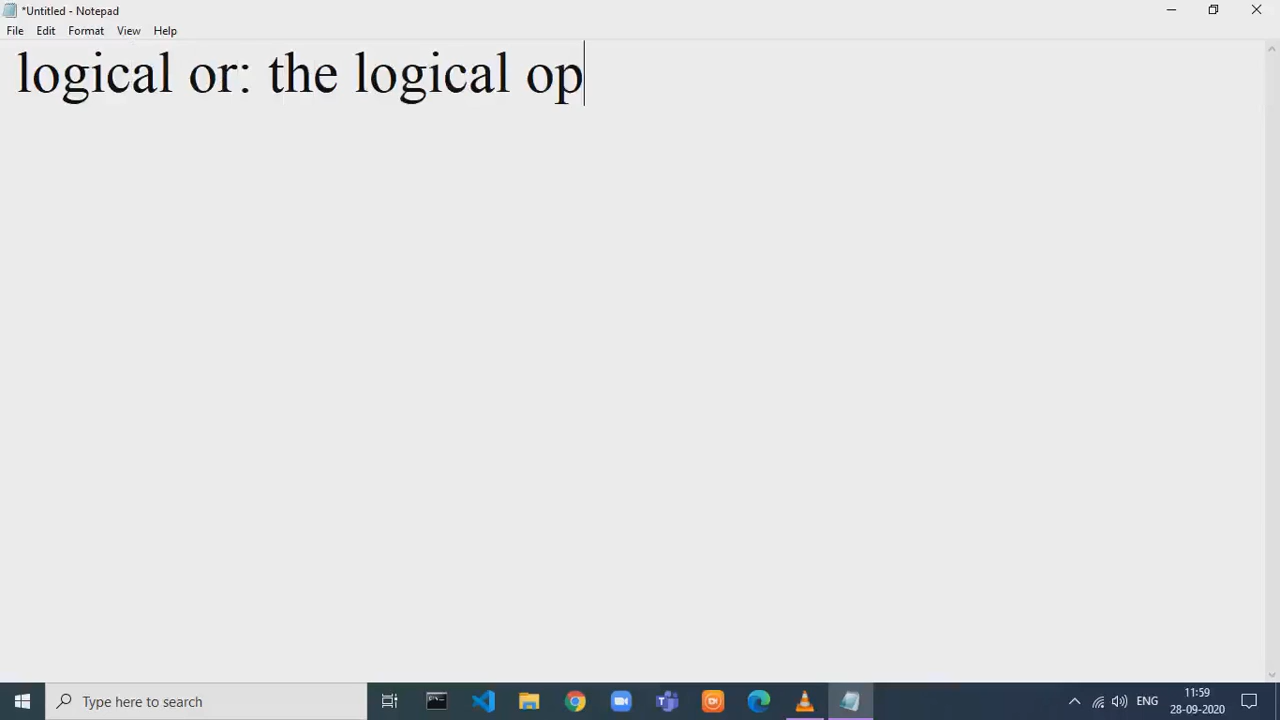 *Untitled - Notepad
File Edit Format View Help
logical or: the logical op
Type here to search
ENG
11:59
28-09-2020